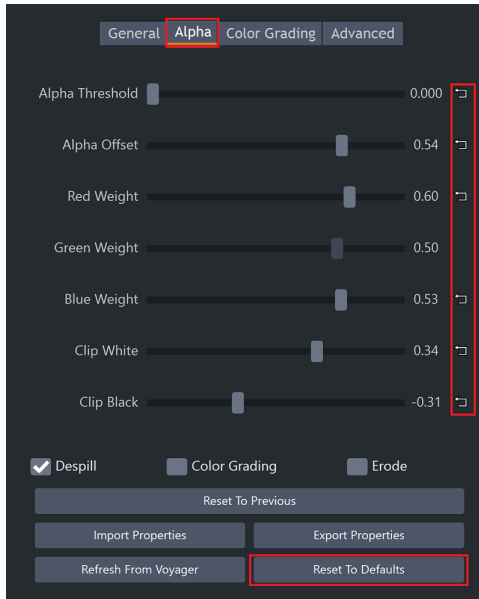 General Alpha Color Grading Advanced
Alpha Threshold 0.000
Alpha Offset 0.54
Red Weight 0.60
Green Weight 0.50
Blue Weight 0.53
Clip White 0.34
Clip Black -0.31
Despill Color Grading Erode
Reset To Previous
Import Properties Export Properties
Refresh From Voyager Reset To Defaults